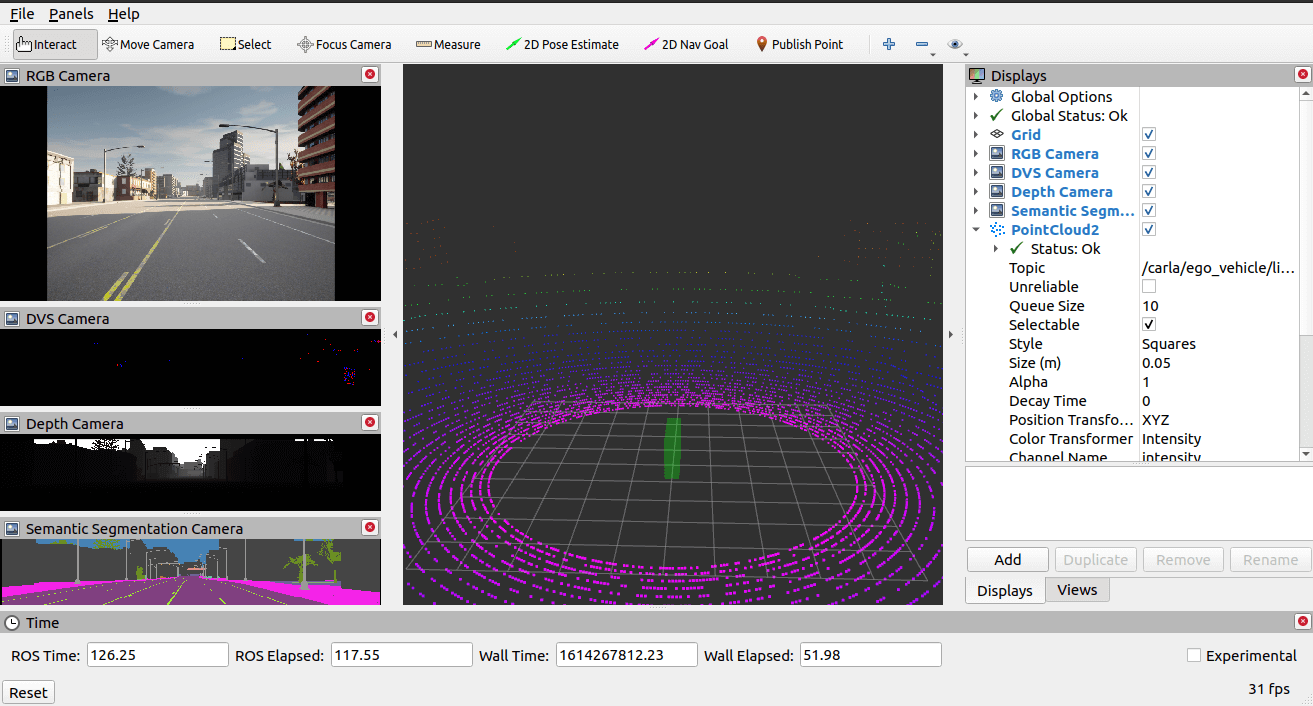 File Panels Help
Interact Move Camera Select Focus Camera Measure 2D Pose Estimate 2D Nav Goal Publish Point
RGB Camera
DVS Camera
Depth Camera
Semantic Segmentation Camera
Displays
Global Options
Global Status: Ok
Grid
RGB Camera
DVS Camera
Depth Camera
Semantic Segm...
PointCloud2
Status: Ok
Topic /carla/ego_vehicle/li...
Unreliable
Queue Size 10
Selectable
Style Squares
Size (m) 0.05
Alpha 1
Decay Time 0
Position Transfo... XYZ
Color Transformer Intensity
Channel Name intensity
Add Duplicate Remove Rename
Displays Views
Time
ROS Time: 126.25 ROS Elapsed: 117.55 Wall Time: 1614267812.23 Wall Elapsed: 51.98 Experimental
Reset 31 fps